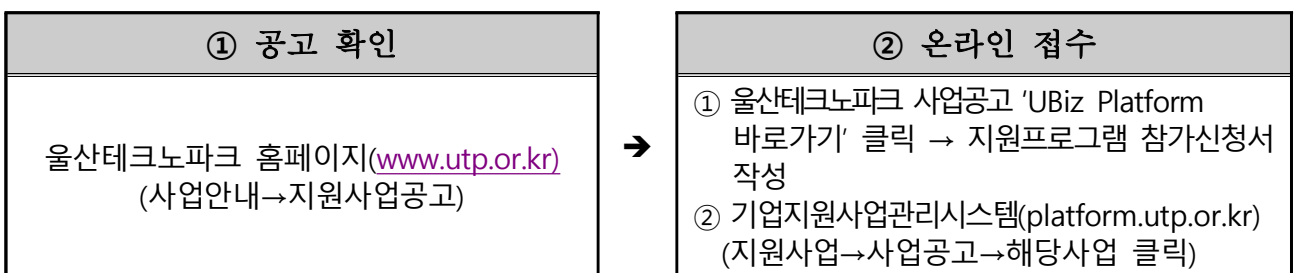 ① 공고 확인
울산테크노파크 홈페이지(www.utp.or.kr)
(사업안내→지원사업공고)
➔
② 온라인 접수
① 울산테크노파크 사업공고 ‘UBiz Platform
바로가기’ 클릭 → 지원프로그램 참가신청서
작성
② 기업지원사업관리시스템(platform.utp.or.kr)
(지원사업→사업공고→해당사업 클릭)